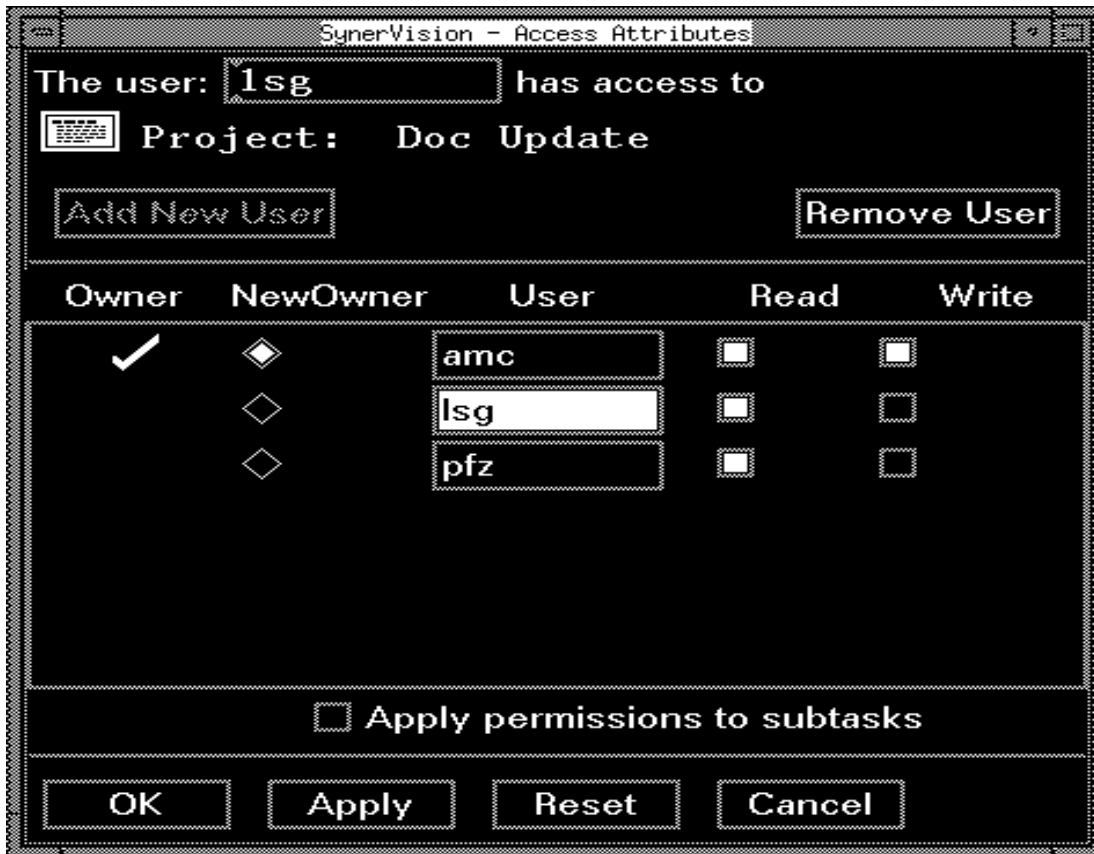 SynerVision - Access Attributes
The user: lsg has access to
Project: Doc Update
Add New User Remove User
Owner NewOwner User Read Write
amc
lsg
pfz
Apply permissions to subtasks
OK Apply Reset Cancel